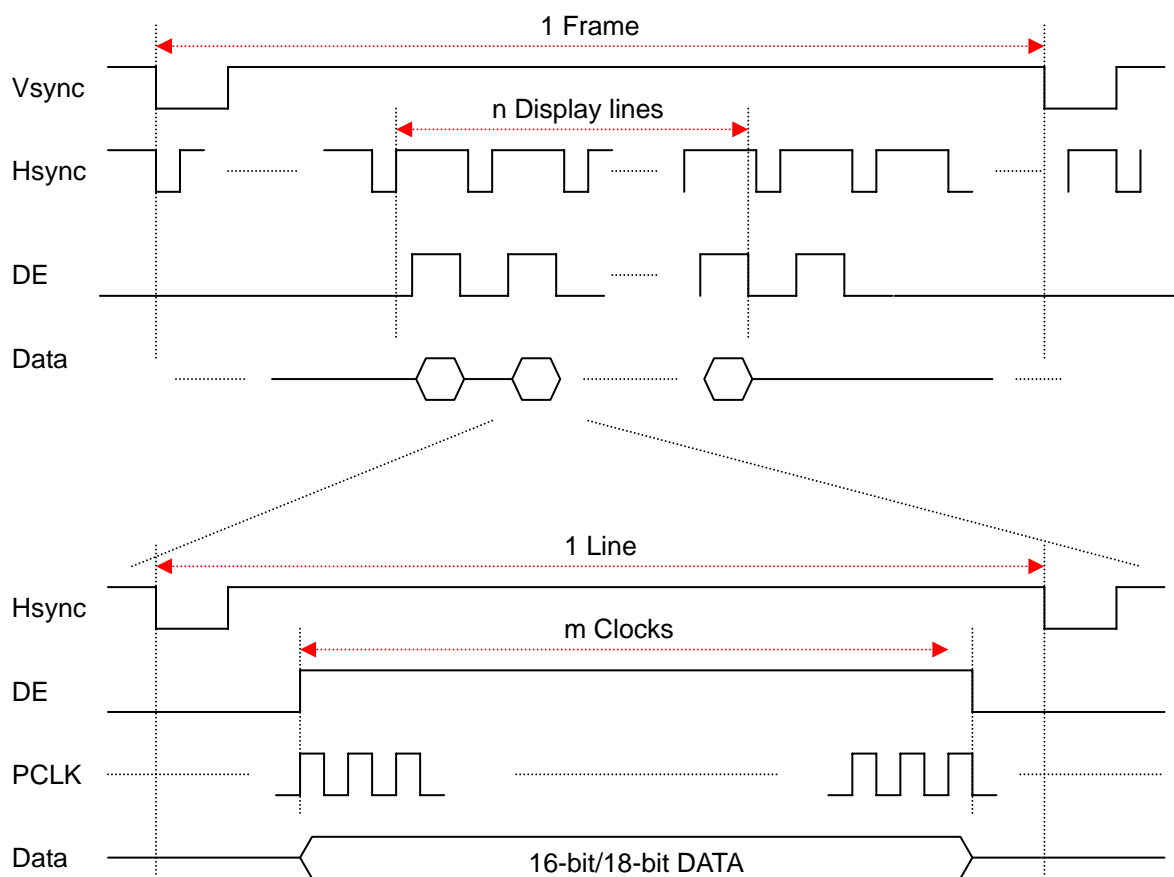 1 Frame
Vsync
n Display lines
Hsync
DE
Data
1 Line
Hsync
m Clocks
DE
PCLK
Data
16-bit/18-bit DATA